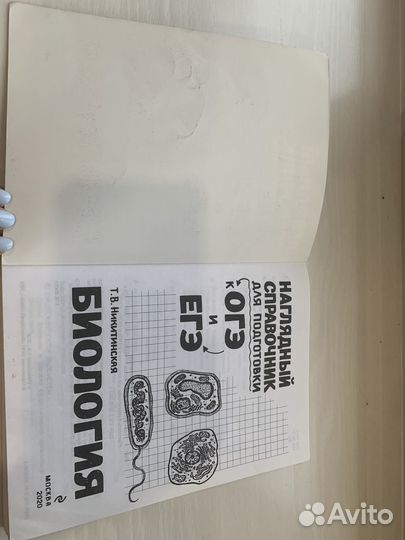 Т. В. Никитинская
БИОЛОГИЯ
НАГЛЯДНЫЙ
СПРАВОЧНИК
ДЛЯ ПОДГОТОВКИ
К ОГЭ
И
ЕГЭ
МОСКВА
2020
Avito